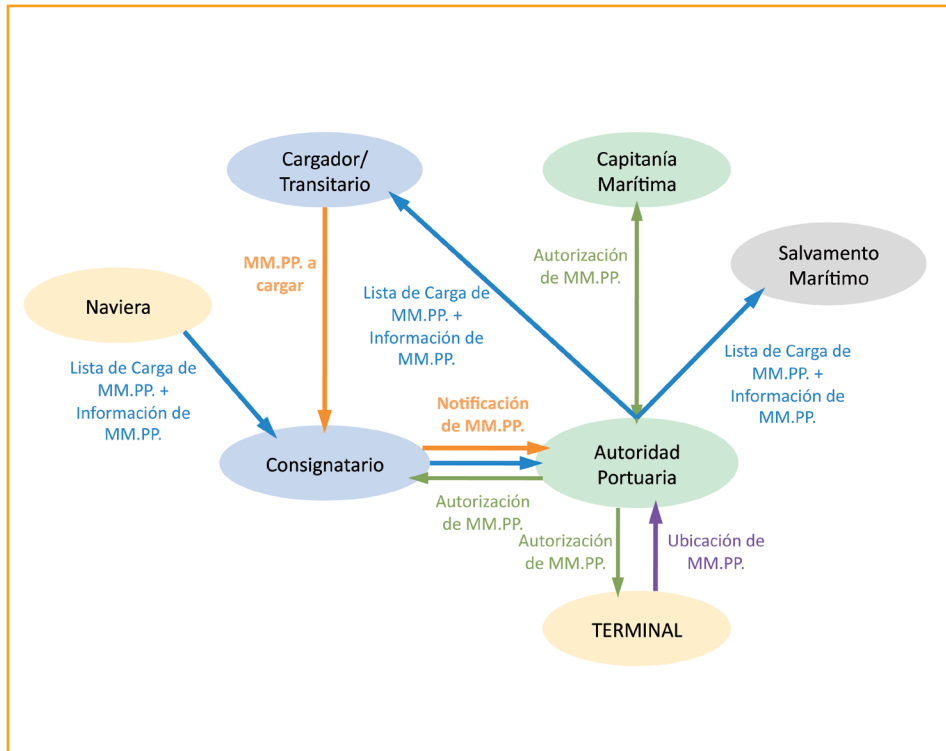 Cargador/
Transitario
Capitanía
Marítima
MM.PP. a
cargar
Autorización
de MM.PP.
Salvamento
Marítimo
Naviera
Lista de Carga de
MM.PP. +
Información de
MM.PP.
Lista de Carga de
MM.PP. +
Información de
MM.PP.
Lista de Carga de
MM.PP. +
Información de
MM.PP.
Notificación
de MM.PP.
Consignatario
Autoridad
Portuaria
Autorización
de MM.PP.
Autorización
de MM.PP.
Ubicación de
MM.PP.
TERMINAL